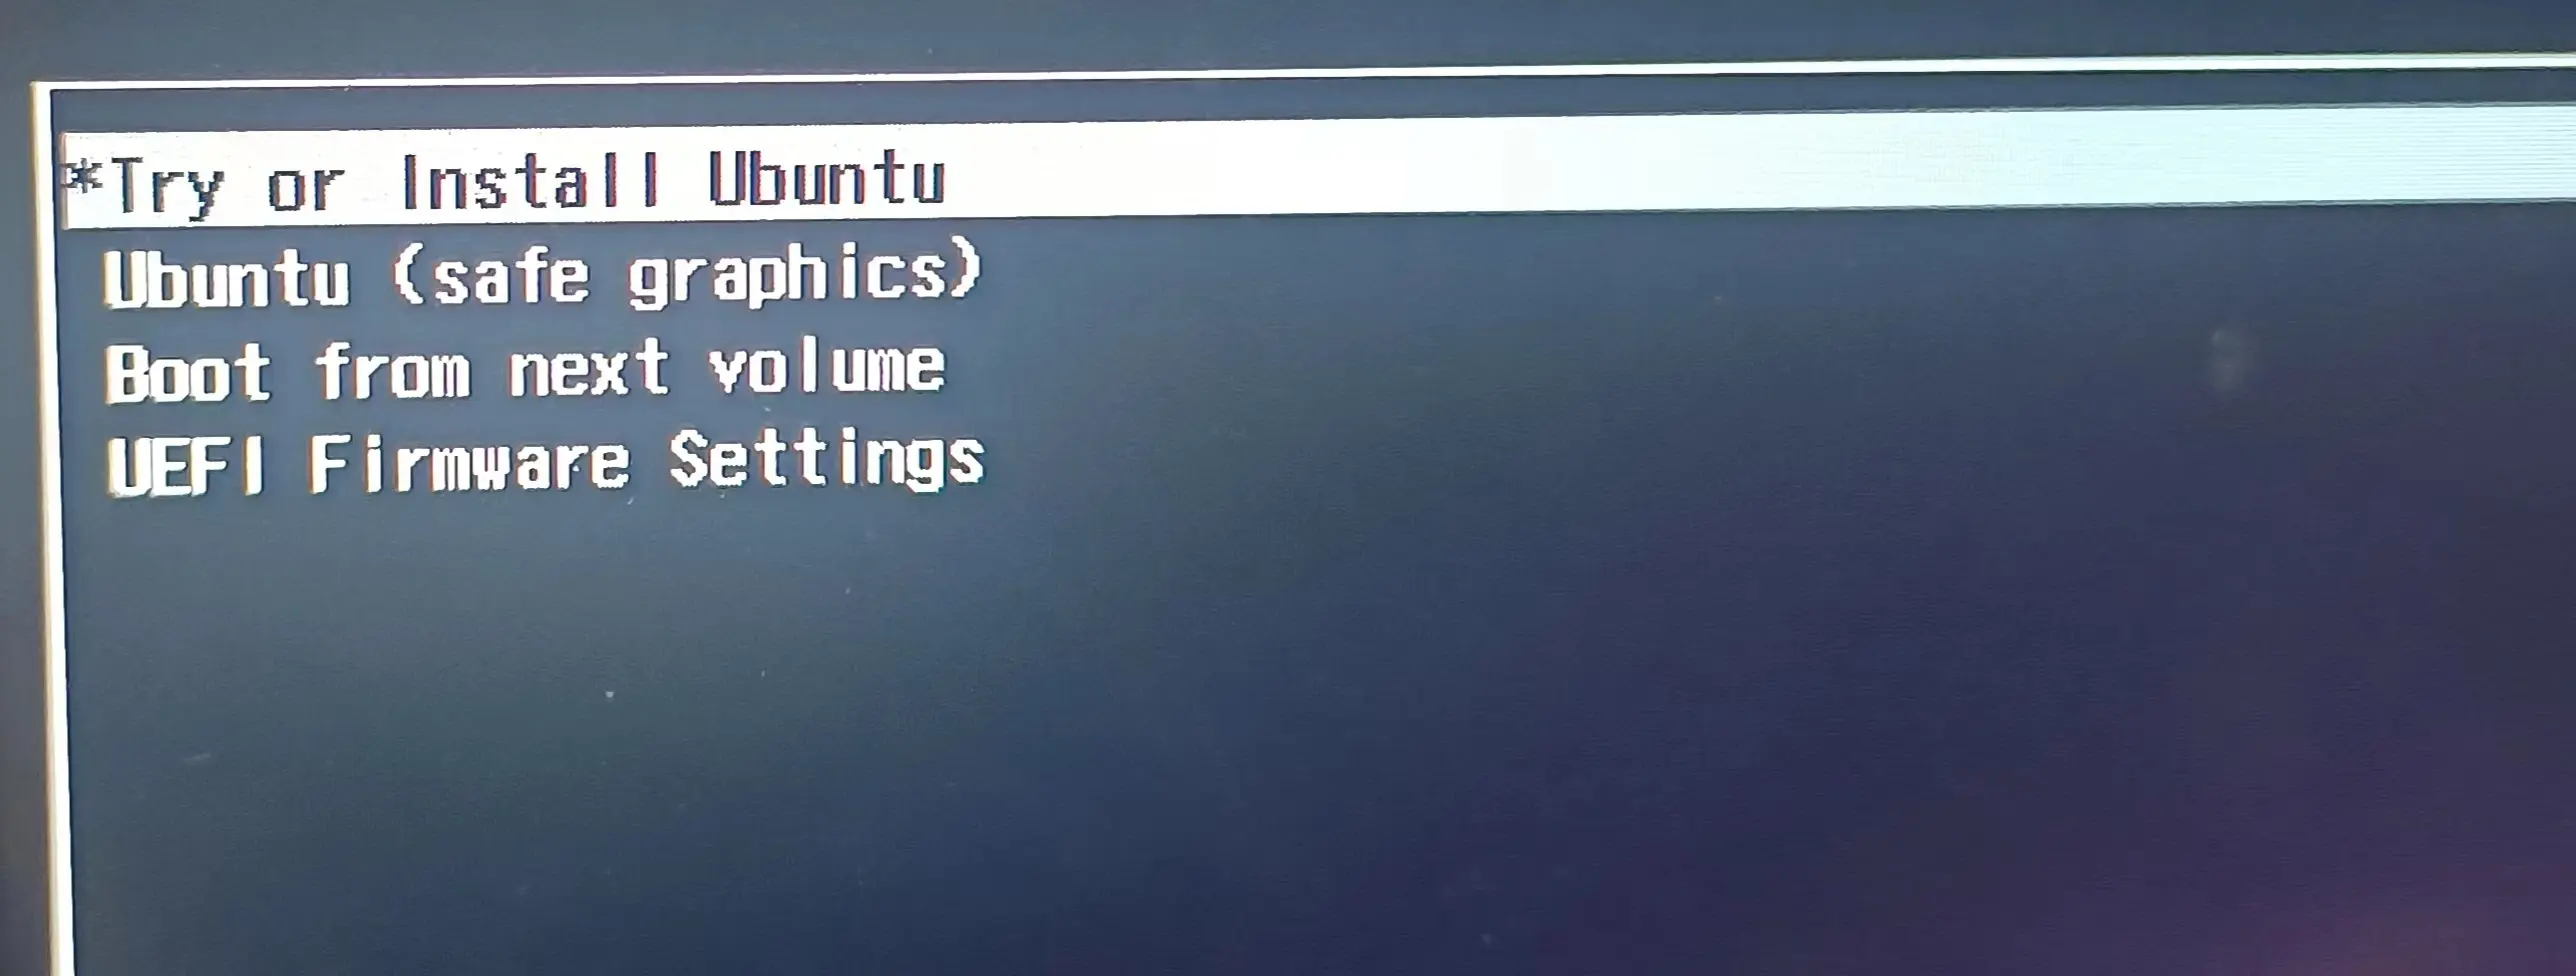 *Try or Install Ubuntu
Ubuntu (safe graphics)
Boot from next volume
UEFI Firmware Settings